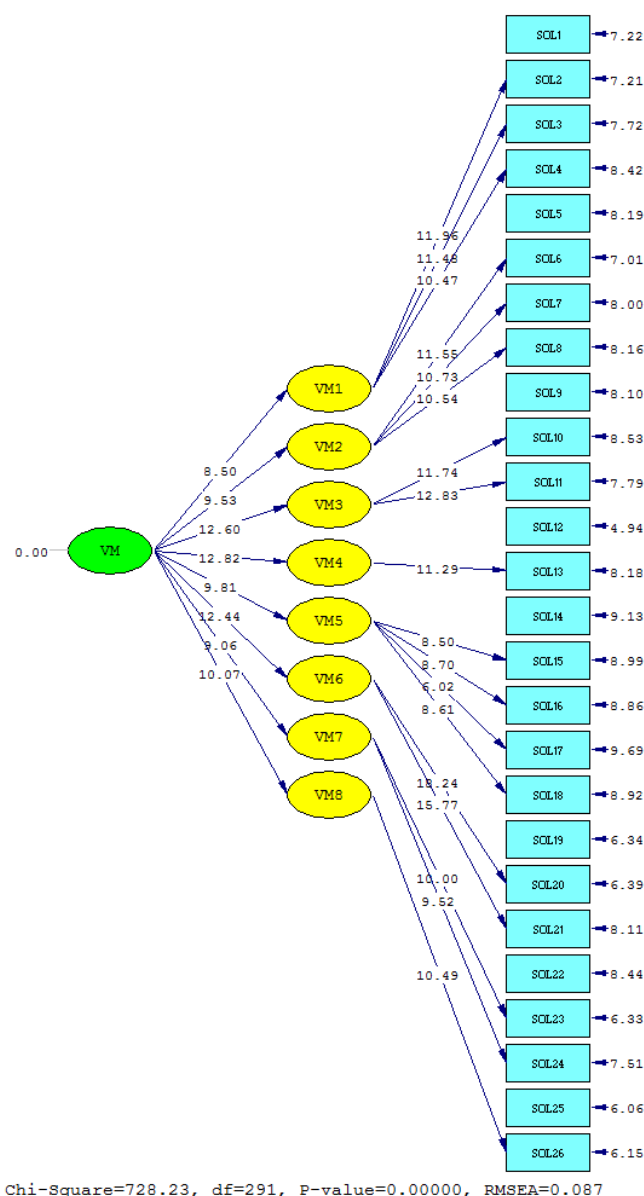 SOL1 7.22
SOL2 7.21
SOL3 7.72
SOL4 8.42
SOL5 8.19
11.96
SOL6 7.01
11.48
10.47
SOL7 8.00
SOL8 8.16
11.55
10.73
VM1
SOL9 8.10
10.54
SOL10 8.53
VM2
11.74
8.50
SOL11 7.79
12.83
9.53
VM3
12.60
SOL12 4.94
0.00 VM
12.82
VM4
11.29
SOL13 8.18
9.81
SOL14 9.13
12.44
VM5
8.50
9.06
SOL15 8.99
8.70
10.07
VM6
6.02
SOL16 8.86
8.61
VM7
SOL17 9.69
18.24
VM8
SOL18 8.92
15.77
SOL19 6.34
10.00
SOL20 6.39
9.52
SOL21 8.11
10.49
SOL22 8.44
SOL23 6.33
SOL24 7.51
SOL25 6.06
SOL26 6.15
Chi-Square=728.23, df=291, P-value=0.00000, RMSEA=0.087